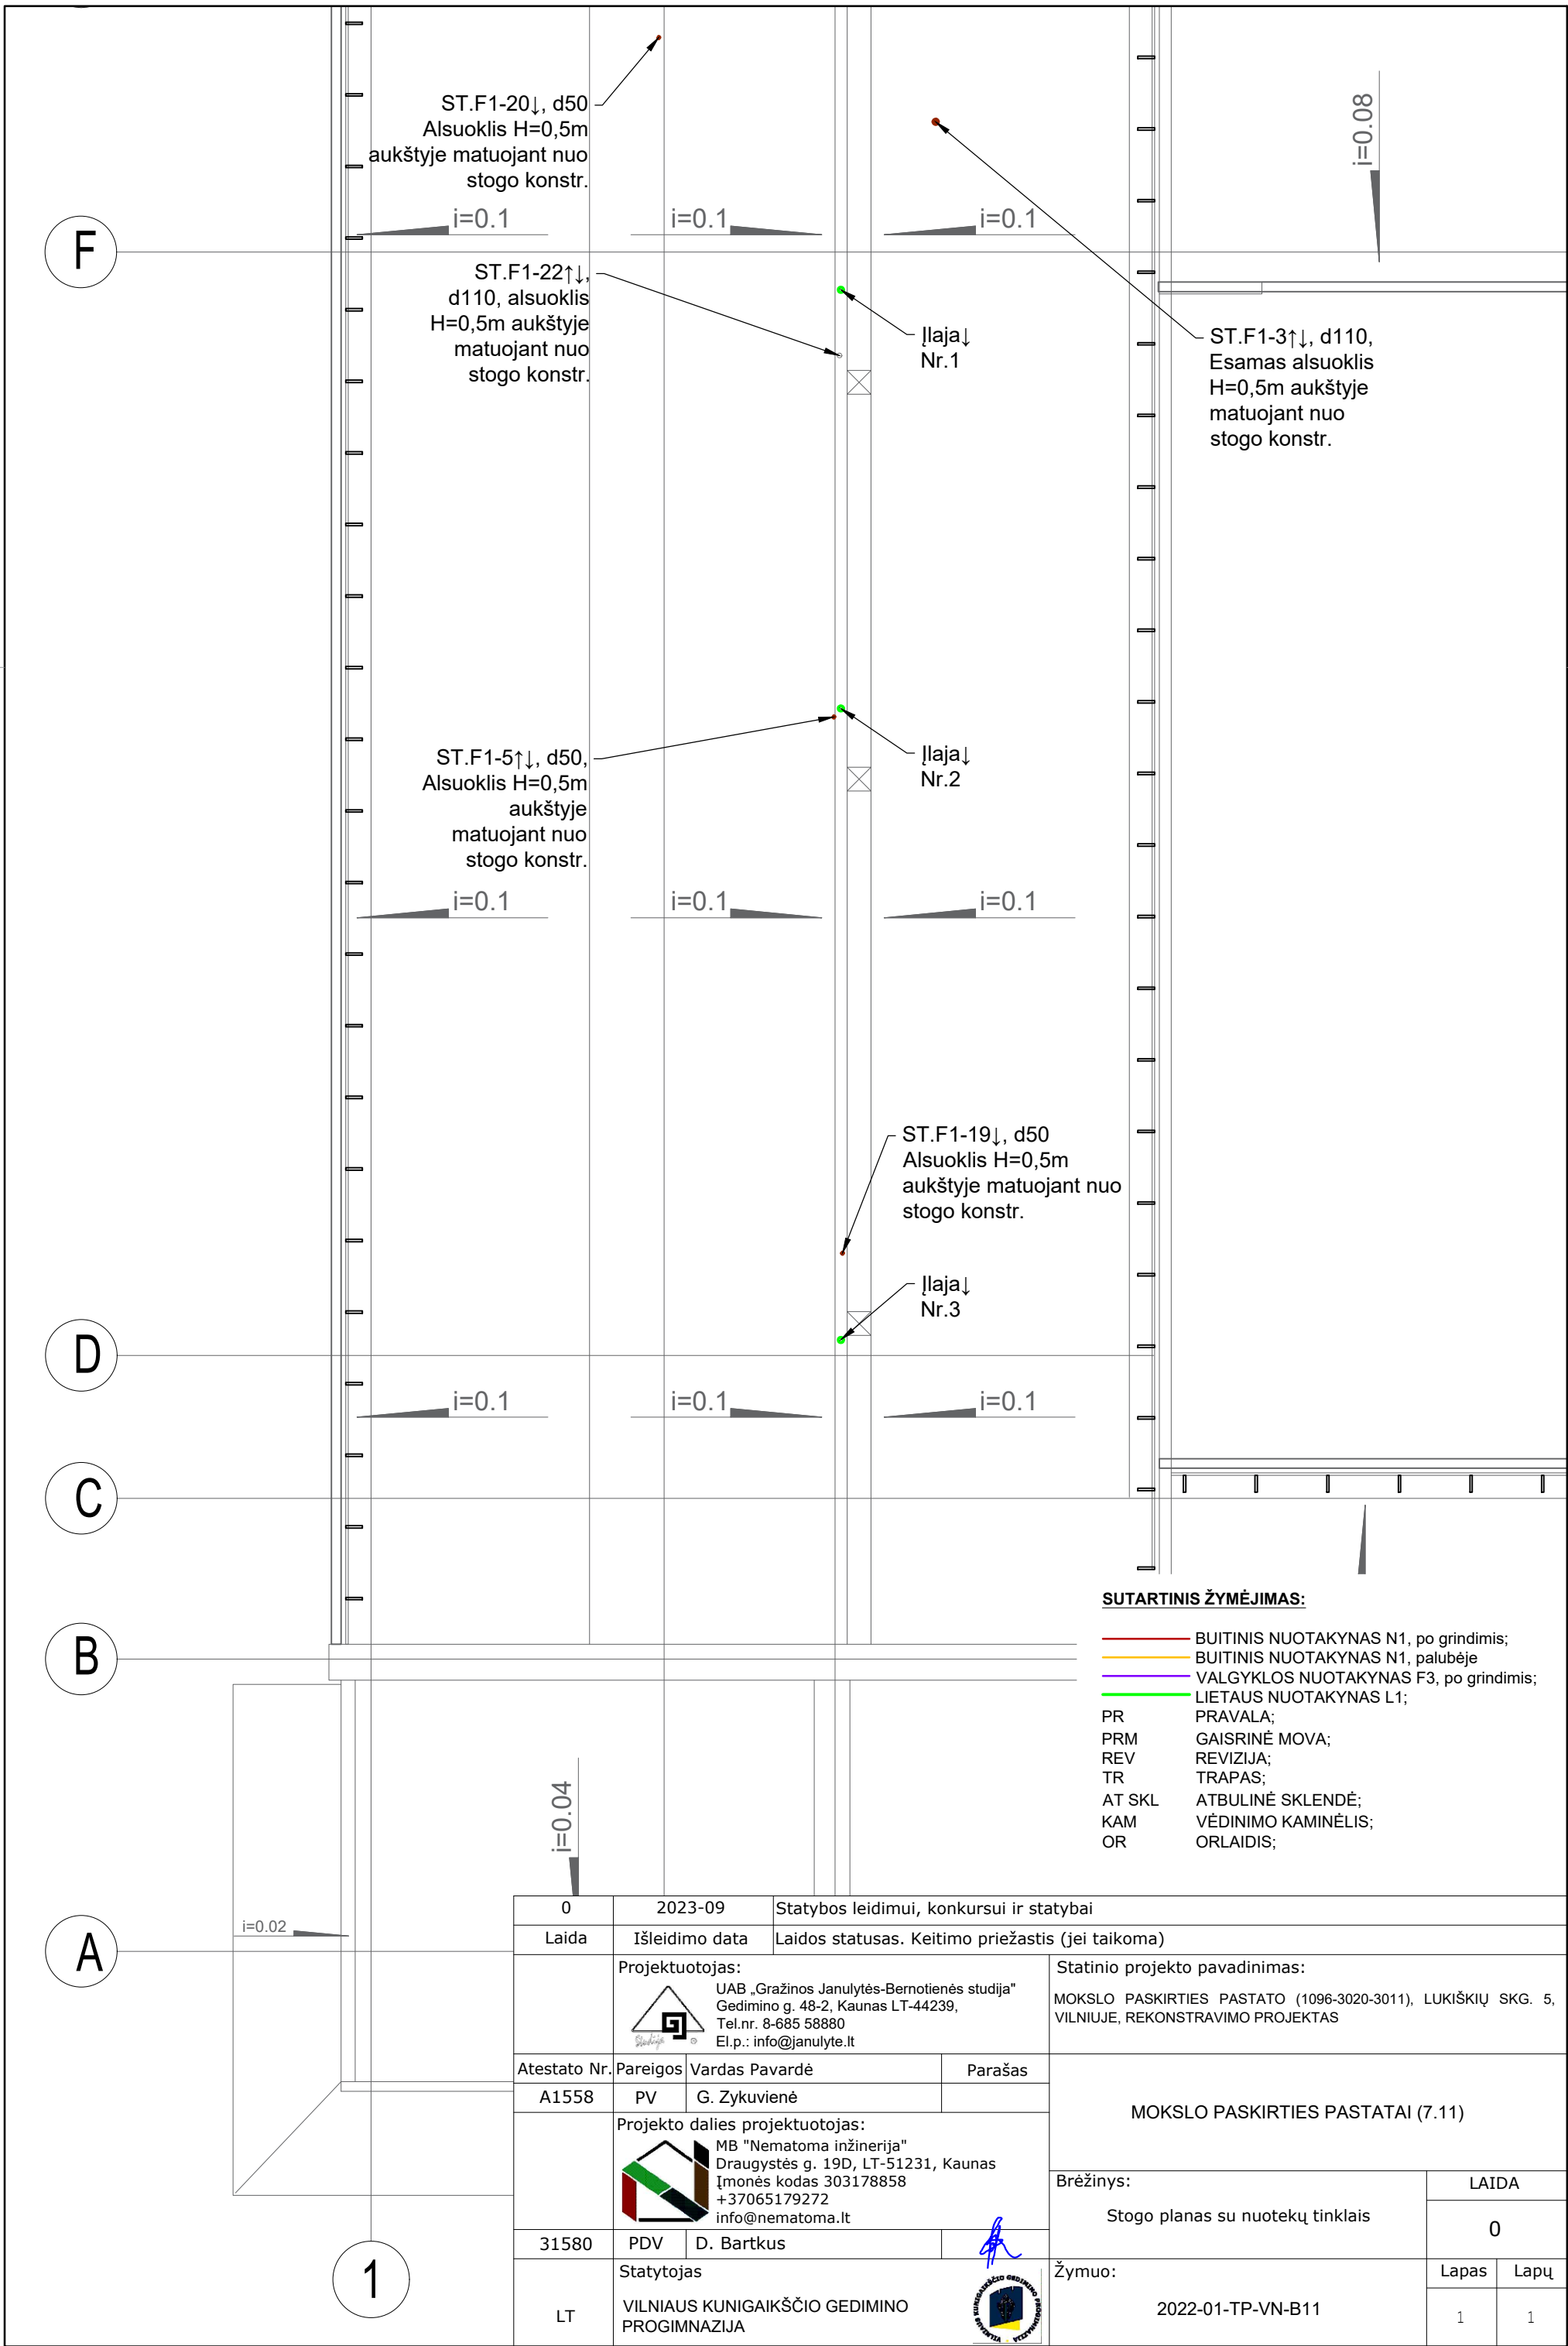 ST.F1-20↓, d50
Alsuoklis H=0,5m
aukštyje matuojant nuo
stogo konstr.
i=0.08
i=0.1
i=0.1
i=0.1
F
ST.F1-22↑↓,
d110, alsuoklis
H=0,5m aukštyje
matuojant nuo
stogo konstr.
Įlaja↓
Nr.1
ST.F1-3↑↓, d110,
Esamas alsuoklis
H=0,5m aukštyje
matuojant nuo
stogo konstr.
ST.F1-5↑↓, d50,
Alsuoklis H=0,5m
aukštyje
matuojant nuo
stogo konstr.
Įlaja↓
Nr.2
i=0.1
i=0.1
i=0.1
ST.F1-19↓, d50
Alsuoklis H=0,5m
aukštyje matuojant nuo
stogo konstr.
Įlaja↓
Nr.3
D
i=0.1
i=0.1
i=0.1
C
B
SUTARTINIS ŽYMĖJIMAS:
BUITINIS NUOTAKYNAS N1, po grindimis;
BUITINIS NUOTAKYNAS N1, palubėje
VALGYKLOS NUOTAKYNAS F3, po grindimis;
LIETAUS NUOTAKYNAS L1;
PR PRAVALA;
PRM GAISRINĖ MOVA;
REV REVIZIJA;
TR TRAPAS;
AT SKL ATBULINĖ SKLENDĖ;
KAM VĖDINIMO KAMINĖLIS;
OR ORLAIDIS;
i=0.04
i=0.02
A
1
0 2023-09 Statybos leidimui, konkursui ir statybai
Laida Išleidimo data Laidos statusas. Keitimo priežastis (jei taikoma)
Projektuotojas:
UAB „Gražinos Janulytės-Bernotienės studija"
Gedimino g. 48-2, Kaunas LT-44239,
Tel.nr. 8-685 58880
El.p.: info@janulyte.lt
Statinio projekto pavadinimas:
MOKSLO PASKIRTIES PASTATO (1096-3020-3011), LUKIŠKIŲ SKG. 5,
VILNIUJE, REKONSTRAVIMO PROJEKTAS
Atestato Nr. Pareigos Vardas Pavardė Parašas
A1558 PV G. Zykuvienė
MOKSLO PASKIRTIES PASTATAI (7.11)
Projekto dalies projektuotojas:
MB "Nematoma inžinerija"
Draugystės g. 19D, LT-51231, Kaunas
Įmonės kodas 303178858
+37065179272
info@nematoma.lt
31580 PDV D. Bartkus
Brėžinys:
Stogo planas su nuotekų tinklais
LAIDA
0
LT
Statytojas
VILNIAUS KUNIGAIKŠČIO GEDIMINO
PROGIMNAZIJA
VILNIAUS KUNIGAIKŠČIO GEDIMINO PROGIMNAZIJA
Žymuo:
2022-01-TP-VN-B11
Lapas Lapų
1 1